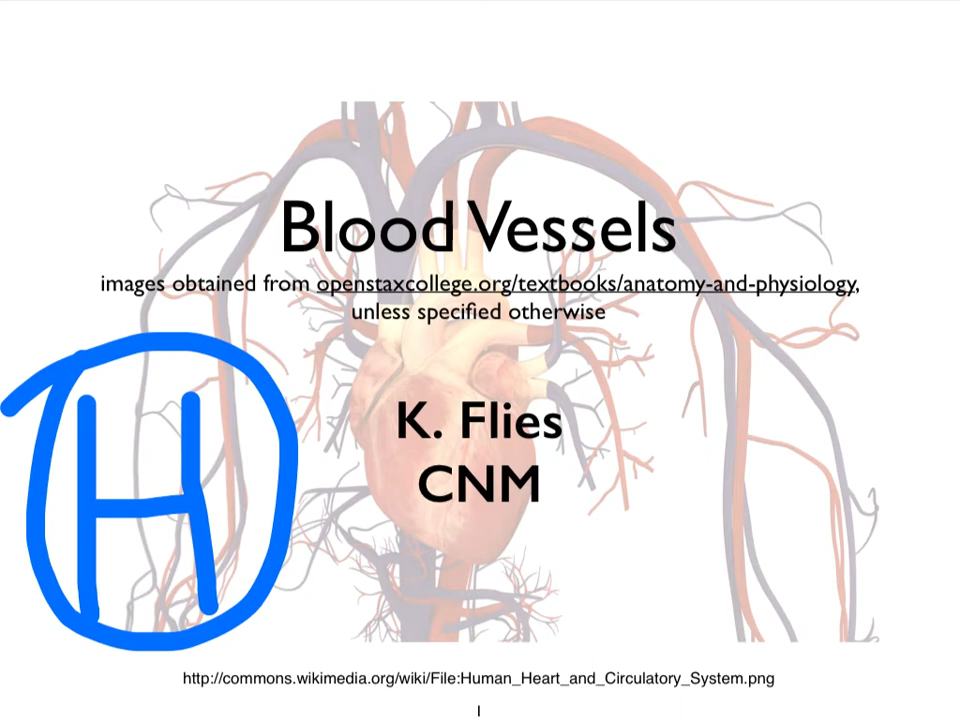 Blood Vessels
images obtained from openstaxcollege.org/textbooks/anatomy-and-physiology,
unless specified otherwise
H
K. Flies
CNM
http://commons.wikimedia.org/wiki/File:Human_Heart_and_Circulatory_System.png
1